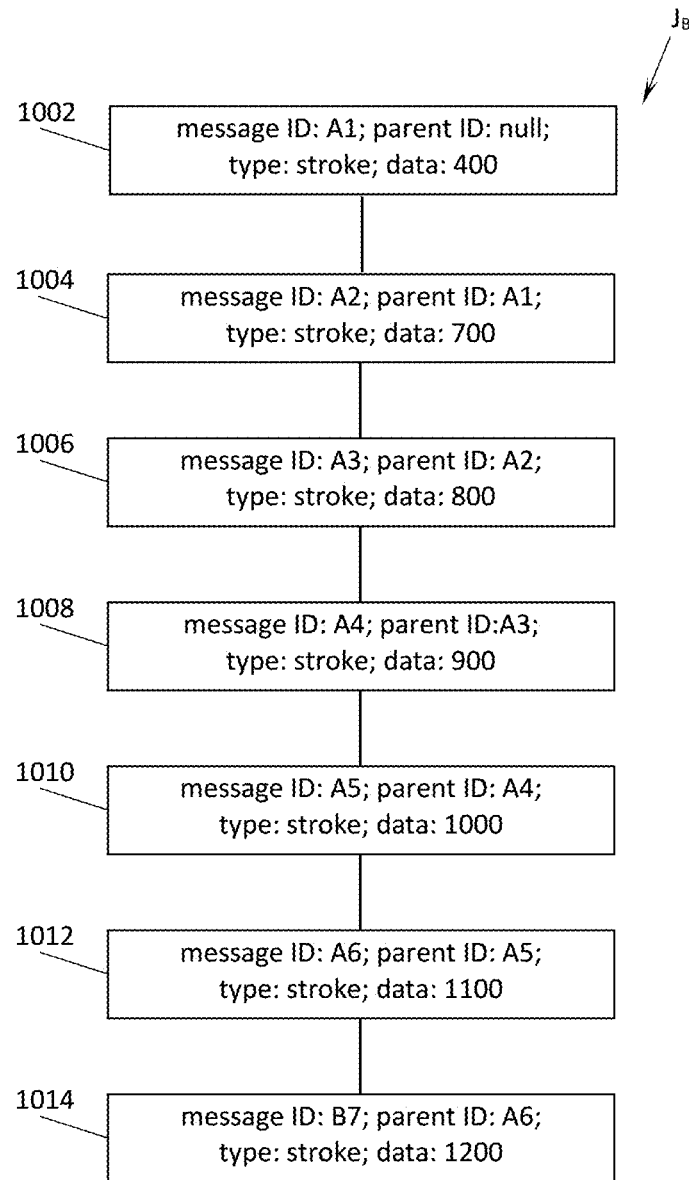 J_B
1002
message ID: A1; parent ID: null;
type: stroke; data: 400
1004
message ID: A2; parent ID: A1;
type: stroke; data: 700
1006
message ID: A3; parent ID: A2;
type: stroke; data: 800
1008
message ID: A4; parent ID:A3;
type: stroke; data: 900
1010
message ID: A5; parent ID: A4;
type: stroke; data: 1000
1012
message ID: A6; parent ID: A5;
type: stroke; data: 1100
1014
message ID: B7; parent ID: A6;
type: stroke; data: 1200